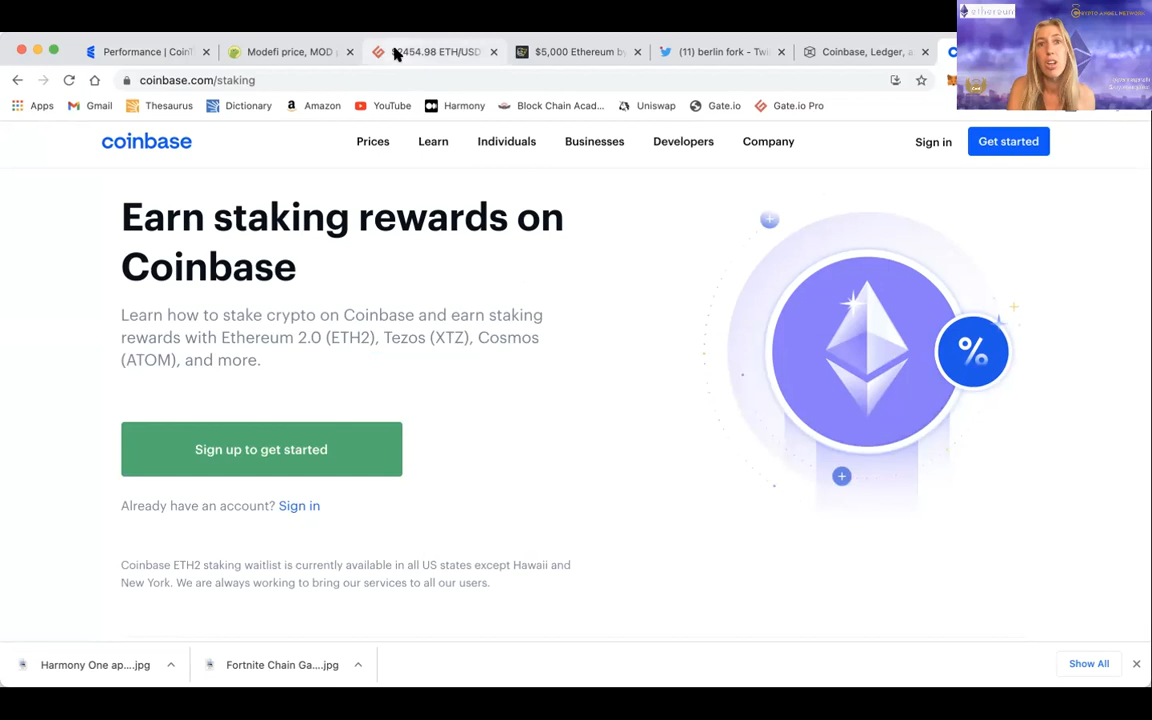 ethereum
CRYPTO ANGEL NETWORK
Performance | Coin
Modefi price, MOD
$2454.98 ETH/USD
$5,000 Ethereum by
(11) berlin fork - Twi
Coinbase, Ledger, a
coinbase.com/staking
Apps
Gmail
Thesaurus
Dictionary
Amazon
YouTube
Harmony
Block Chain Acad...
Uniswap
Gate.io
Gate.io Pro
coinbase
Prices
Learn
Individuals
Businesses
Developers
Company
Sign in
Get started
Earn staking rewards on
Coinbase
Learn how to stake crypto on Coinbase and earn staking
rewards with Ethereum 2.0 (ETH2), Tezos (XTZ), Cosmos
(ATOM), and more.
%
Sign up to get started
Already have an account? Sign in
Coinbase ETH2 staking waitlist is currently available in all US states except Hawaii and
New York. We are always working to bring our services to all our users.
Harmony One ap....jpg
Fortnite Chain Ga....jpg
Show All